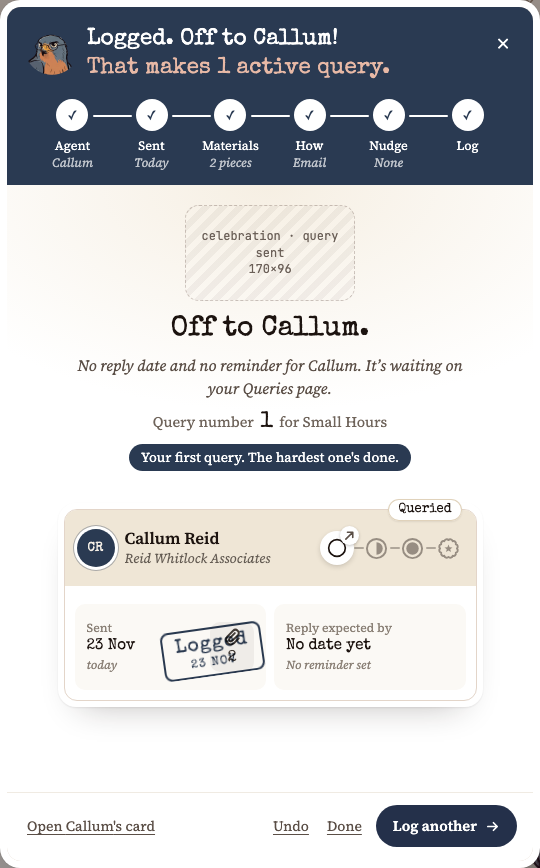 Logged. Off to Callum!
That makes 1 active query.
Agent
Callum
Sent
Today
Materials
2 pieces
How
Email
Nudge
None
Log
celebration · query
sent
170×96
Off to Callum.
No reply date and no reminder for Callum. It’s waiting on
your Queries page.
Query number 1 for Small Hours
Your first query. The hardest one's done.
Queried
CR
Callum Reid
Reid Whitlock Associates
Sent
23 Nov
today
Logged
23 NOV
2
Reply expected by
No date yet
No reminder set
Open Callum's card
Undo
Done
Log another →